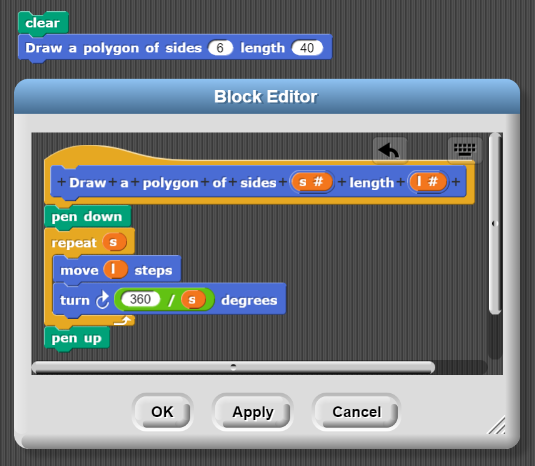 clear
Draw a polygon of sides 6 length 40
Block Editor
+ Draw + a + polygon + of + sides + s # + length + l # +
pen down
repeat s
move l steps
turn 360 / s degrees
pen up
OK Apply Cancel